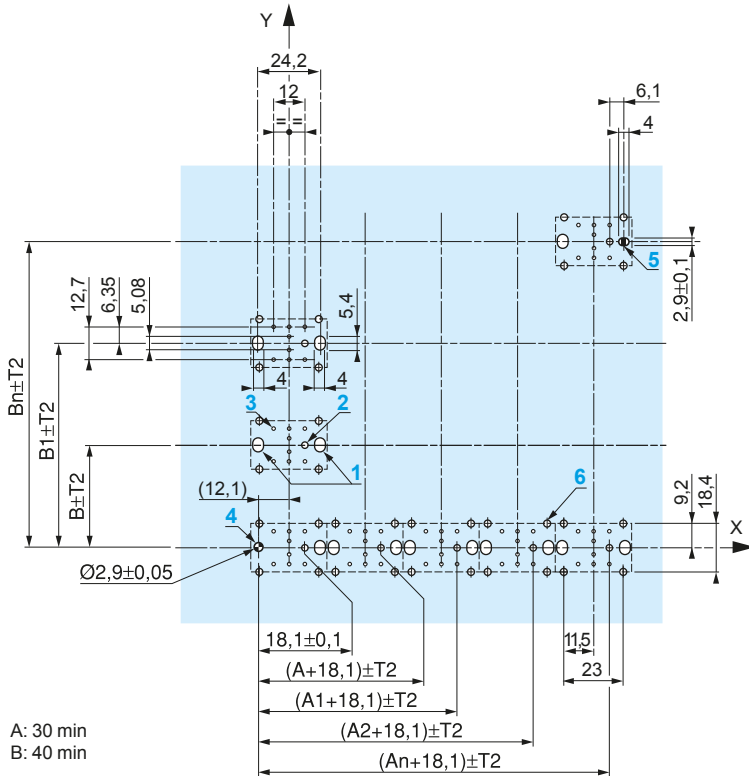 Y
24,2
12
= =
6,1
4
5
2,9±0,1
12,7
6,35
5,08
5,4
4
4
Bn±T2
B1±T2
B±T2
3
2
1
(12,1)
6
9,2
18,4
4
X
Ø2,9±0,05
18,1±0,1
11,5
(A+18,1)±T2
23
(A1+18,1)±T2
(A2+18,1)±T2
(An+18,1)±T2
A: 30 min
B: 40 min